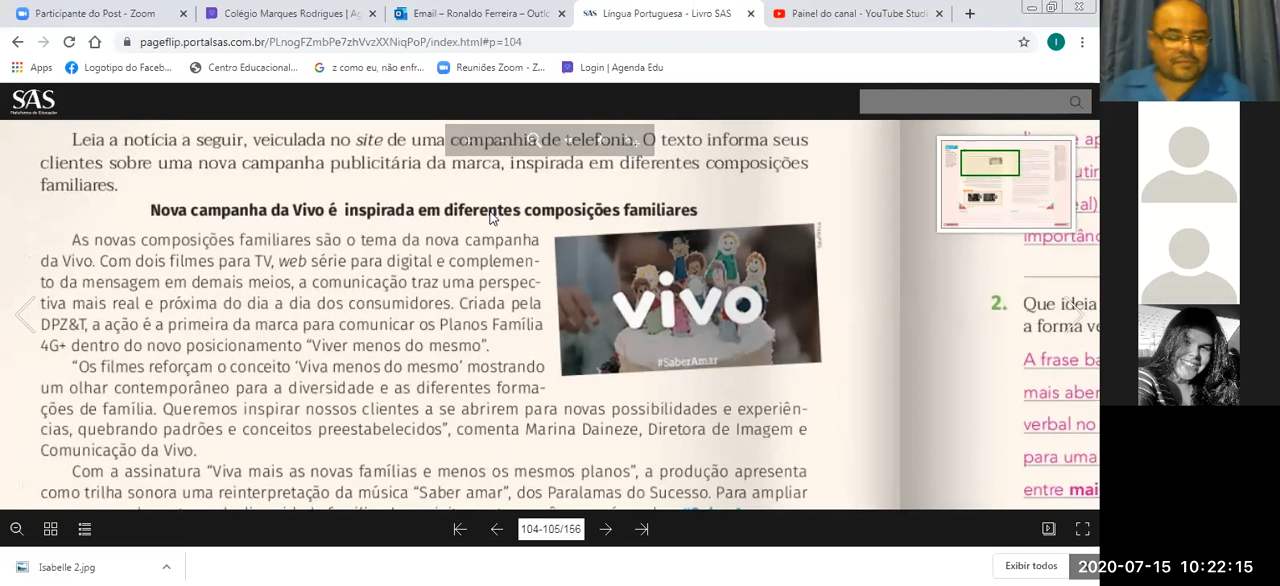 Participante do Post - Zoom
Colégio Marques Rodrigues | Ag
Email – Ronaldo Ferreira – Outlo
SAS Língua Portuguesa - Livro SAS
Painel do canal - YouTube Studi
pageflip.portalsas.com.br/PLnogFZmbPe7zhVvzXXNiqPoP/index.html#p=104
I
Apps
Logotipo do Faceb...
Centro Educacional...
z como eu, não enfr...
Reuniões Zoom - Z...
Login | Agenda Edu
SAS
Plataforma de Educação
Leia a notícia a seguir, veiculada no site de uma companhia de telefonia. O texto informa seus
clientes sobre uma nova campanha publicitária da marca, inspirada em diferentes composições
familiares.
Nova campanha da Vivo é inspirada em diferentes composições familiares
As novas composições familiares são o tema da nova campanha
da Vivo. Com dois filmes para TV, web série para digital e complemen-
to da mensagem em demais meios, a comunicação traz uma perspec-
tiva mais real e próxima do dia a dia dos consumidores. Criada pela
DPZ&T, a ação é a primeira da marca para comunicar os Planos Família
4G+ dentro do novo posicionamento “Viver menos do mesmo”.
“Os filmes reforçam o conceito ‘Viva menos do mesmo’ mostrando
um olhar contemporâneo para a diversidade e as diferentes forma-
ções de família. Queremos inspirar nossos clientes a se abrirem para novas possibilidades e experiên-
cias, quebrando padrões e conceitos preestabelecidos”, comenta Marina Daineze, Diretora de Imagem e
Comunicação da Vivo.
Com a assinatura “Viva mais as novas famílias e menos os mesmos planos”, a produção apresenta
como trilha sonora uma reinterpretação da música “Saber amar”, dos Paralamas do Sucesso. Para ampliar
vivo
#SaberAmar
importânc
2. Que ideia
a forma ve
A frase ba
mais aber
verbal no
para uma
entre mai
104-105/156
Isabelle 2.jpg
Exibir todos
2020-07-15 10:22:15